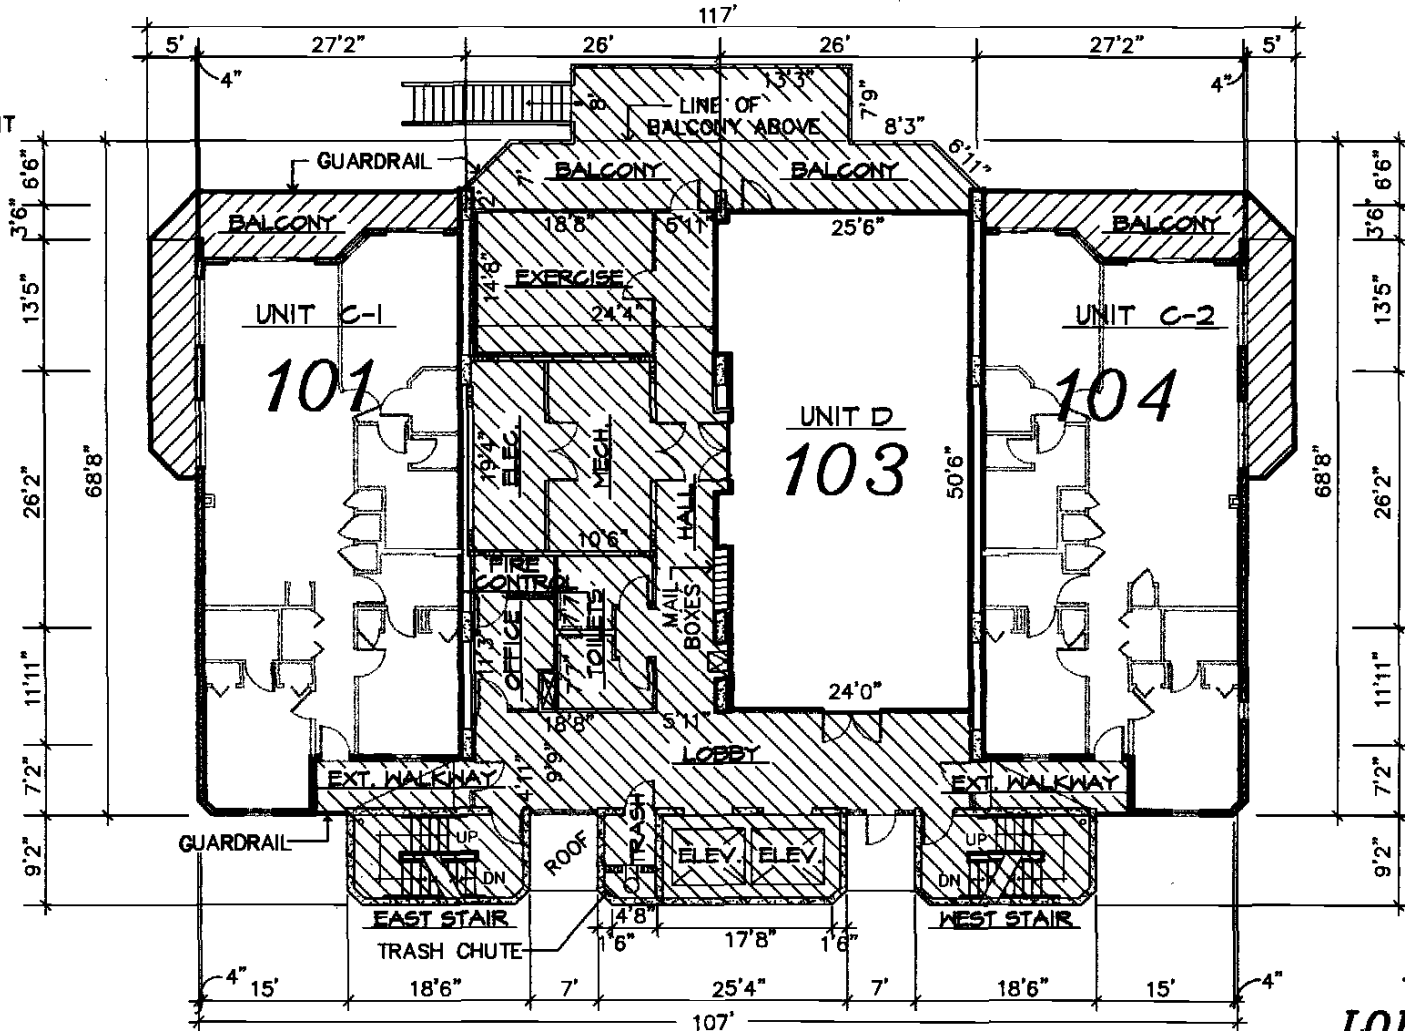 117'
5' 27'2" 26' 26' 27'2" 5'
4" 4"
13'3"
8'
7'9"
LINE OF
BALCONY ABOVE
8'3"
6'11"
GUARDRAIL
BALCONY BALCONY
7'
2'
6'6" 6'6"
3'6" 3'6"
BALCONY BALCONY
18'8" 5'11" 25'6"
EXERCISE
14'8"
24'4"
13'5" 13'5"
UNIT C-1 UNIT C-2
101 104
UNIT D
103
ELEC. MECH.
19'4"
HALL
50'6"
68'8" 68'8"
26'2" 26'2"
10'6"
FIRE
CONTROL
MAIL
BOXES
OFFICE TOILETS
7'7"
7'7"
11'3"
11'11" 11'11"
24'0"
18'8" 5'11"
LOBBY
9'9"
4'11"
EXT. WALKWAY EXT. WALKWAY
7'2" 7'2"
GUARDRAIL
UP UP
DN DN
ROOF
TRASH
ELEV. ELEV.
9'2" 9'2"
EAST STAIR WEST STAIR
TRASH CHUTE
4'8"
1'6" 17'8" 1'6"
4" 4"
15' 18'6" 7' 25'4" 7' 18'6" 15'
107'